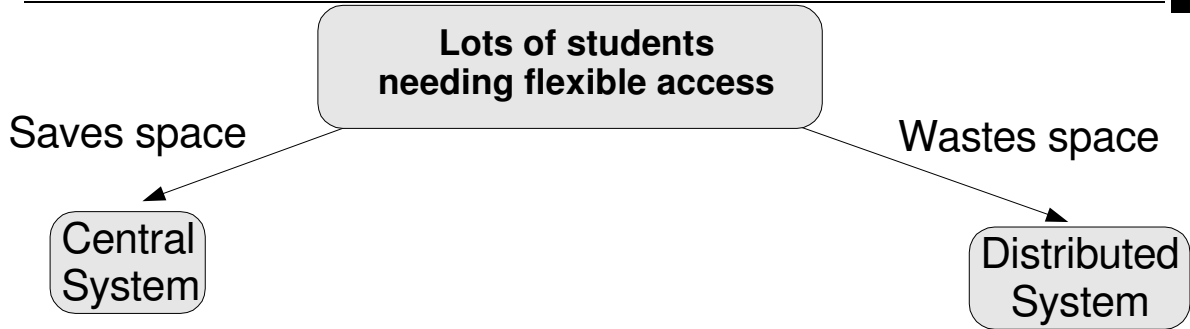 Lots of students
needing flexible access
Saves space
Wastes space
Central
System
Distributed
System